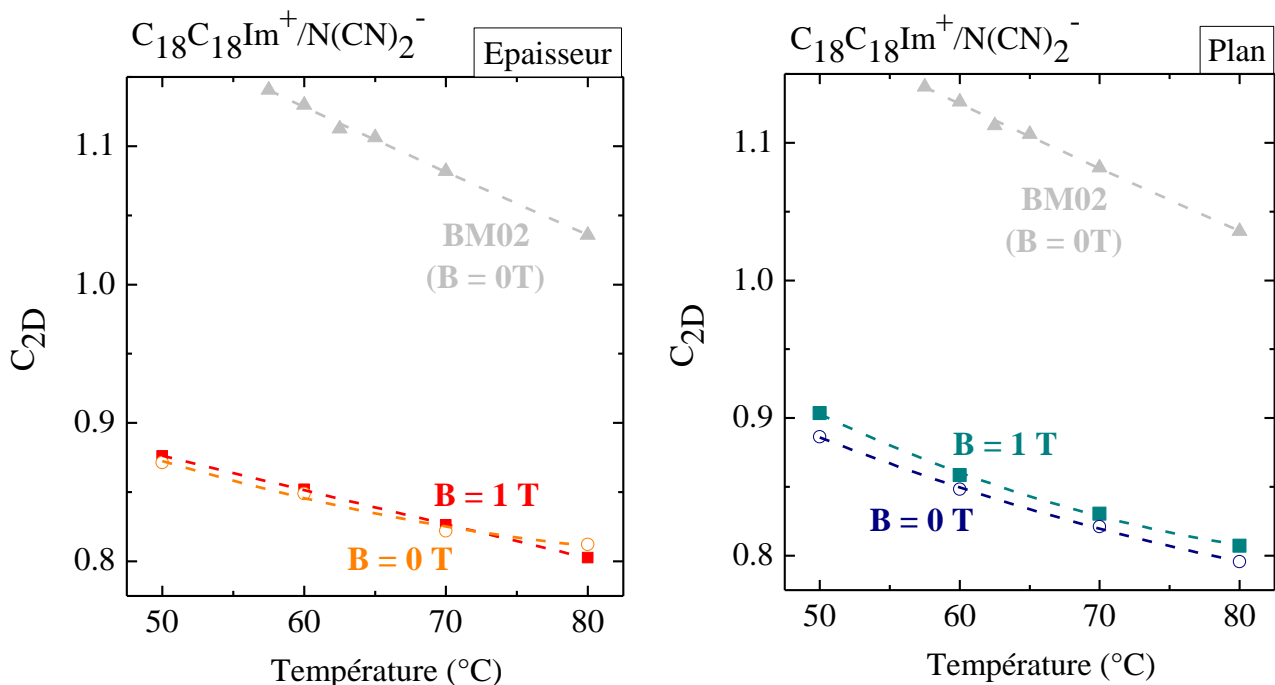 C18C18Im+/N(CN)2-
Epaisseur
1.1
1.0
0.9
0.8
C2D
BM02
(B = 0T)
B = 1 T
B = 0 T
50 60 70 80
Température (°C)
C18C18Im+/N(CN)2-
Plan
1.1
1.0
0.9
0.8
C2D
BM02
(B = 0T)
B = 1 T
B = 0 T
50 60 70 80
Température (°C)